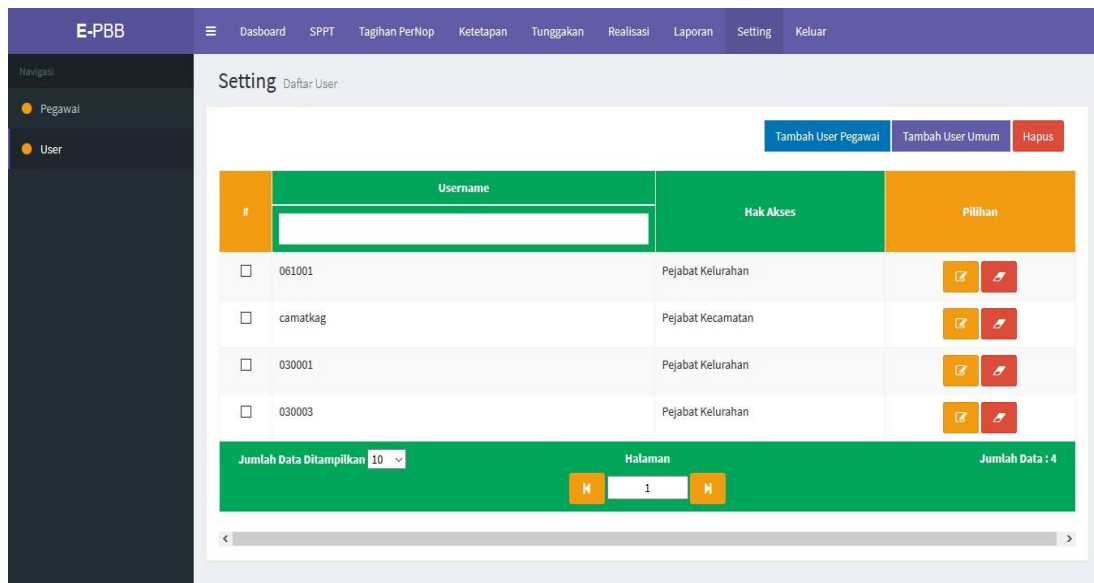 E-PBB
Dasboard SPPT Tagihan PerNop Ketetapan Tunggakan Realisasi Laporan Setting Keluar
Navigasi
Pegawai
User
Setting Daftar User
Tambah User Pegawai Tambah User Umum Hapus
# Username Hak Akses Pilihan
061001 Pejabat Kelurahan
camatkag Pejabat Kecamatan
030001 Pejabat Kelurahan
030003 Pejabat Kelurahan
Jumlah Data Ditampilkan 10 Halaman Jumlah Data : 4
1